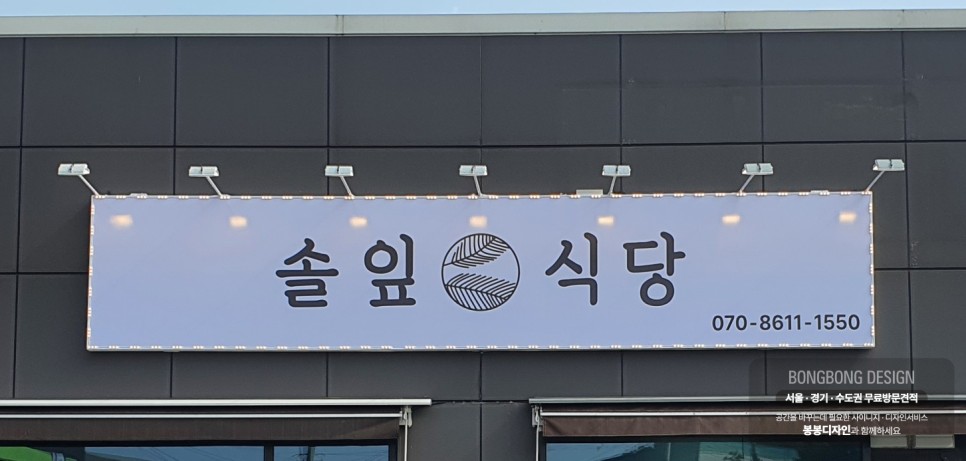 솔잎 식당
070-8611-1550
BONGBONG DESIGN
서울 · 경기 · 수도권 무료방문견적
공간을 바꾸는데 필요한 사이니지 · 디자인서비스
봉봉디자인과 함께하세요